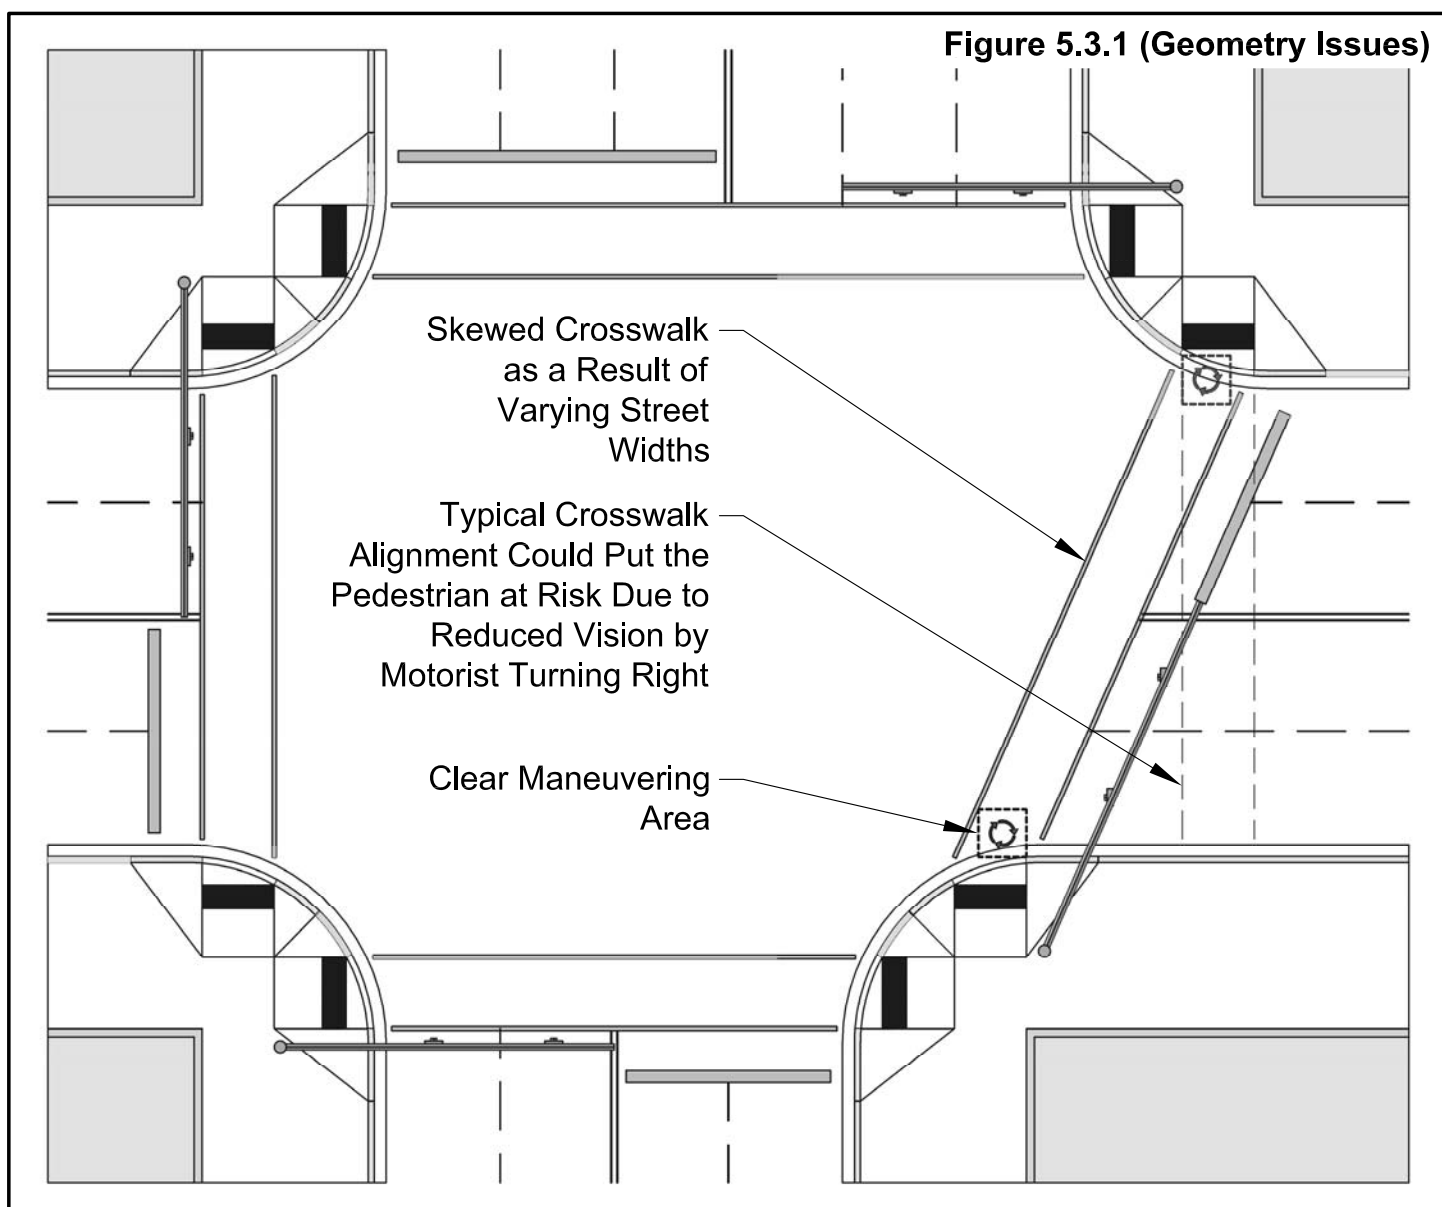 Figure 5.3.1 (Geometry Issues)
Skewed Crosswalk
as a Result of
Varying Street
Widths
Typical Crosswalk
Alignment Could Put the
Pedestrian at Risk Due to
Reduced Vision by
Motorist Turning Right
Clear Maneuvering
Area